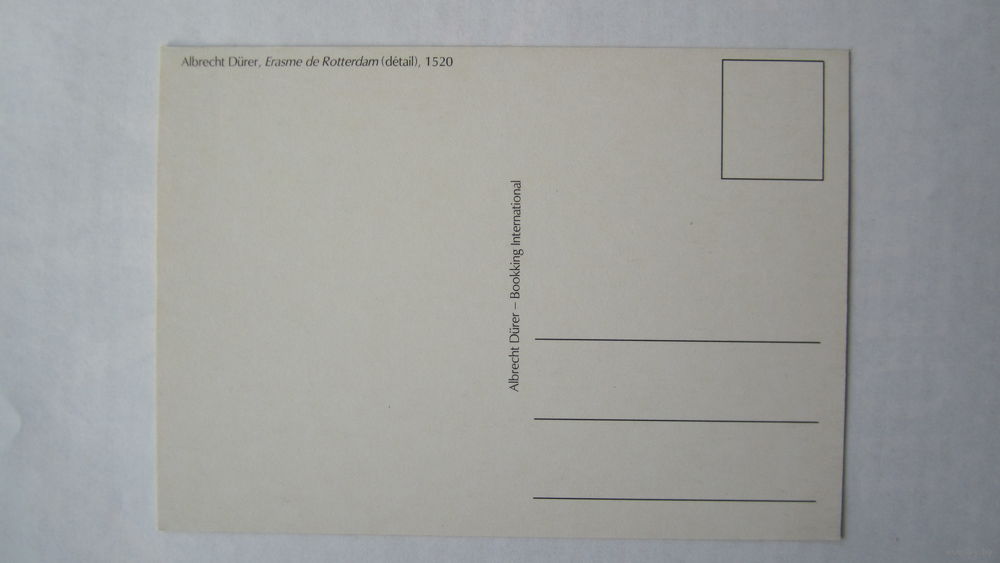 Albrecht Dürer, Erasme de Rotterdam (détail), 1520
Albrecht Dürer – Bookking International